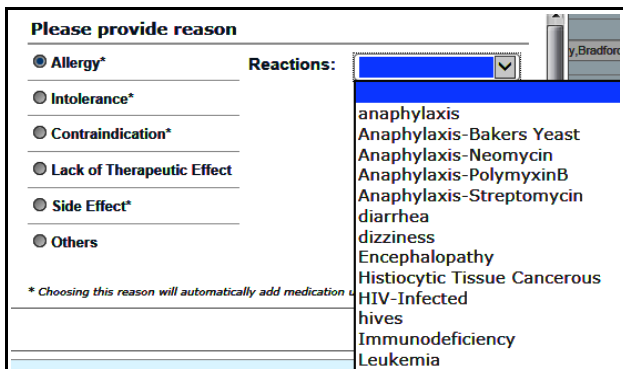 Please provide reason
Allergy*
Reactions:
y,Bradford
Intolerance*
Contraindication*
Lack of Therapeutic Effect
Side Effect*
Others
* Choosing this reason will automatically add medication
anaphylaxis
Anaphylaxis-Bakers Yeast
Anaphylaxis-Neomycin
Anaphylaxis-PolymyxinB
Anaphylaxis-Streptomycin
diarrhea
dizziness
Encephalopathy
Histiocytic Tissue Cancerous
HIV-Infected
hives
Immunodeficiency
Leukemia